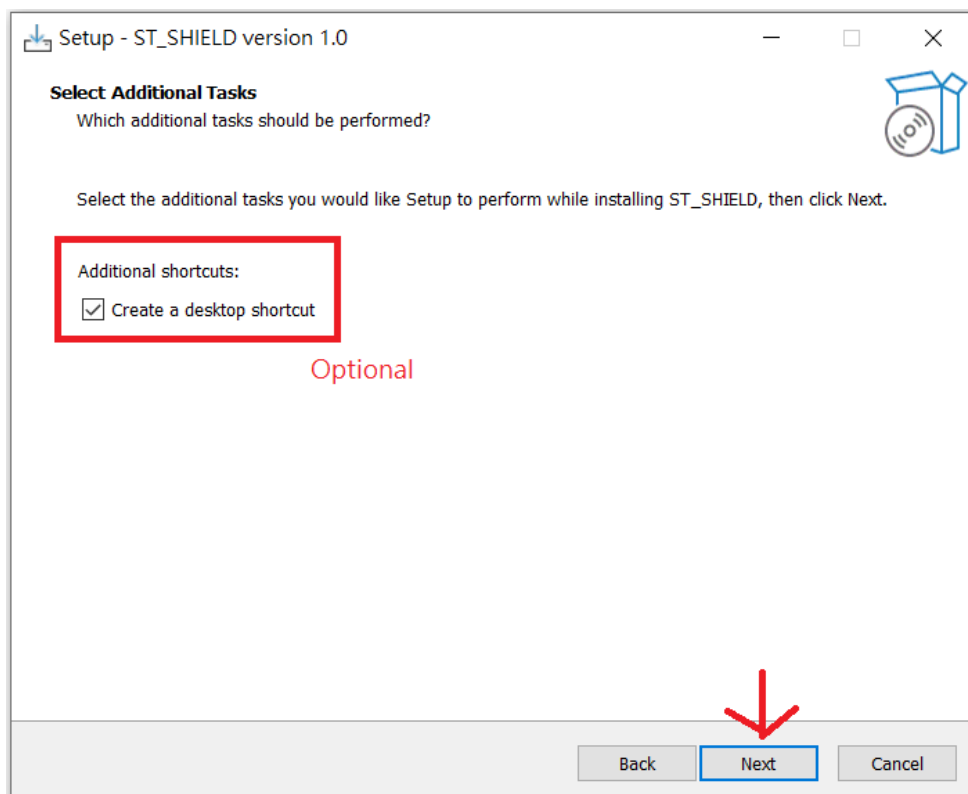 Setup - ST_SHIELD version 1.0
Select Additional Tasks
Which additional tasks should be performed?
Select the additional tasks you would like Setup to perform while installing ST_SHIELD, then click Next.
Additional shortcuts:
Create a desktop shortcut
Optional
Back
Next
Cancel